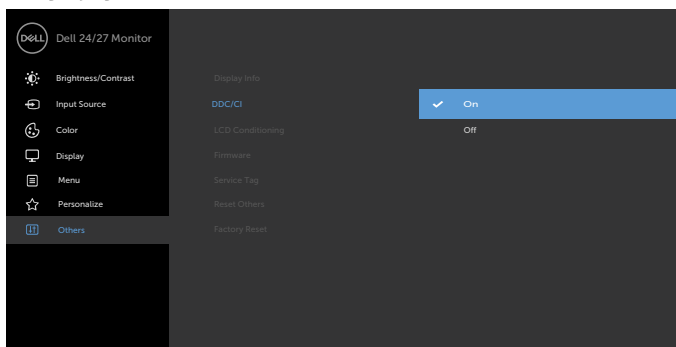 DELL
Dell 24/27 Monitor
Brightness/Contrast
Input Source
Color
Display
Menu
Personalize
Others
Display Info
DDC/CI
LCD Conditioning
Firmware
Service Tag
Reset Others
Factory Reset
On
Off